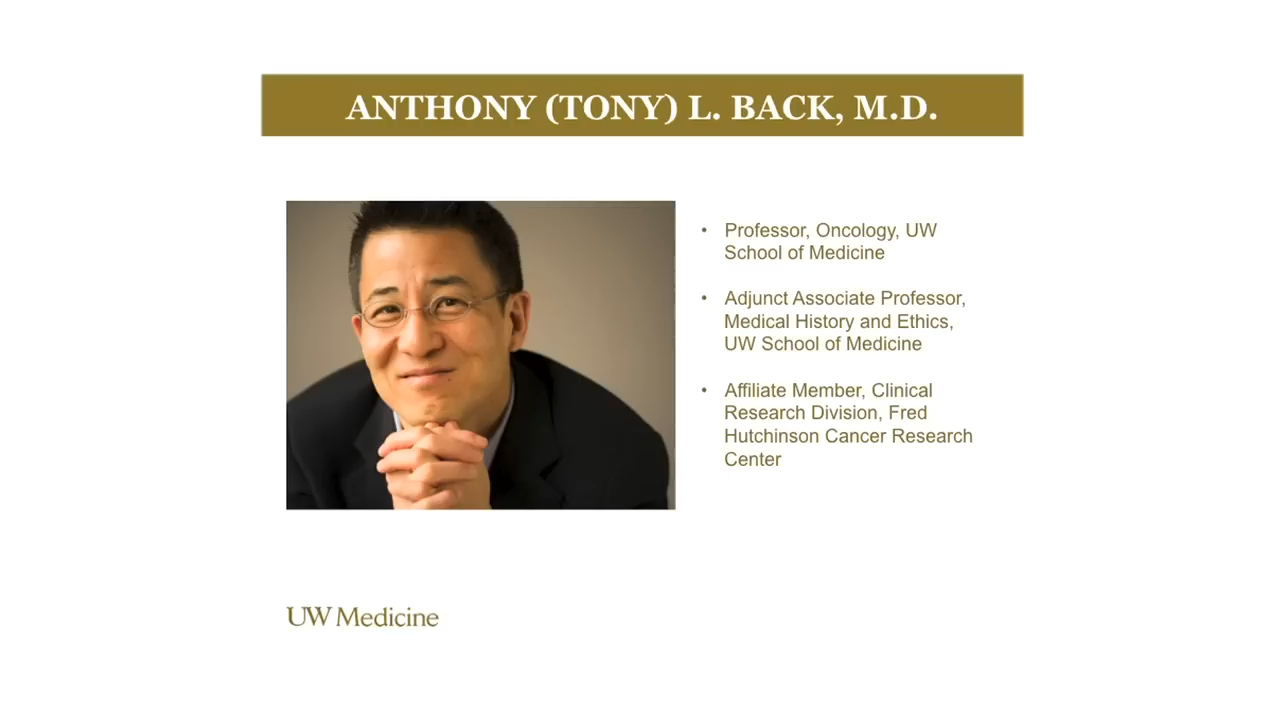 ANTHONY (TONY) L. BACK, M.D.
• Professor, Oncology, UW
School of Medicine
• Adjunct Associate Professor,
Medical History and Ethics,
UW School of Medicine
• Affiliate Member, Clinical
Research Division, Fred
Hutchinson Cancer Research
Center
UW Medicine